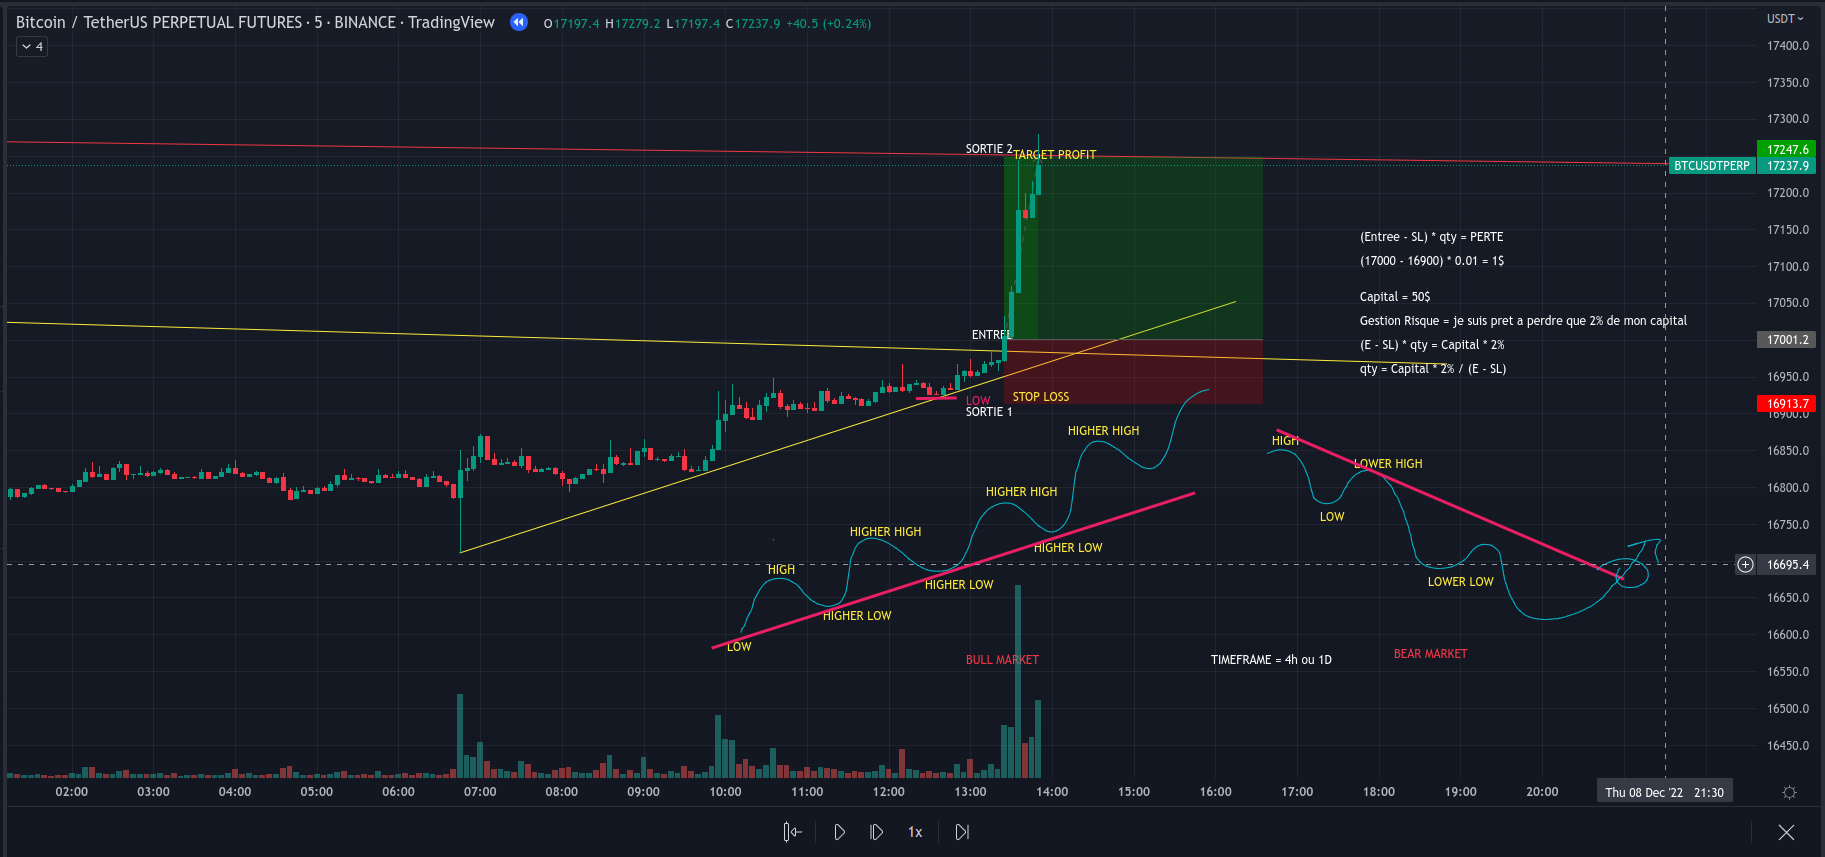 Bitcoin / TetherUS PERPETUAL FUTURES · 5 · BINANCE · TradingView O17197.4 H17279.2 L17197.4 C17237.9 +40.5 (+0.24%)
4
USDT
17400.0
17350.0
17300.0
17247.6
BTCUSDTPERP 17237.9
17200.0
17150.0
17100.0
17050.0
17001.2
16950.0
16913.7
16900.0
16850.0
16800.0
16750.0
16695.4
16650.0
16600.0
16550.0
16500.0
16450.0
SORTIE 2
TARGET PROFIT
ENTREE
LOW
SORTIE 1
STOP LOSS
(Entree - SL) * qty = PERTE
(17000 - 16900) * 0.01 = 1$
Capital = 50$
Gestion Risque = je suis pret a perdre que 2% de mon capital
(E - SL) * qty = Capital * 2%
qty = Capital * 2% / (E - SL)
HIGHER HIGH
HIGHER HIGH
HIGHER HIGH
HIGH
HIGHER LOW
HIGHER LOW
HIGHER LOW
LOW
BULL MARKET
TIMEFRAME = 4h ou 1D
HIGH
LOWER HIGH
LOW
LOWER LOW
BEAR MARKET
02:00 03:00 04:00 05:00 06:00 07:00 08:00 09:00 10:00 11:00 12:00 13:00 14:00 15:00 16:00 17:00 18:00 19:00 20:00 Thu 08 Dec '22 21:30
1x